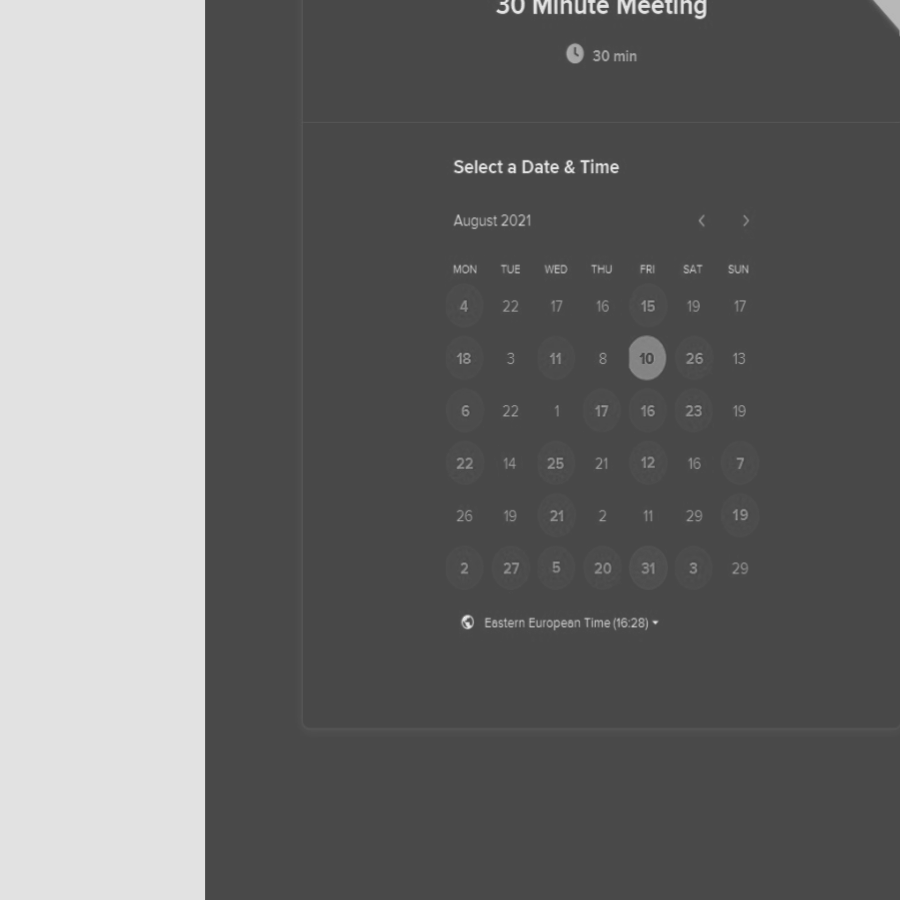 30 Minute Meeting
30 min
Select a Date & Time
August 2021
MON TUE WED THU FRI SAT SUN
4 22 17 16 15 19 17
18 3 11 8 10 26 13
6 22 1 17 16 23 19
22 14 25 21 12 16 7
26 19 21 2 11 29 19
2 27 5 20 31 3 29
Eastern European Time (16:28)